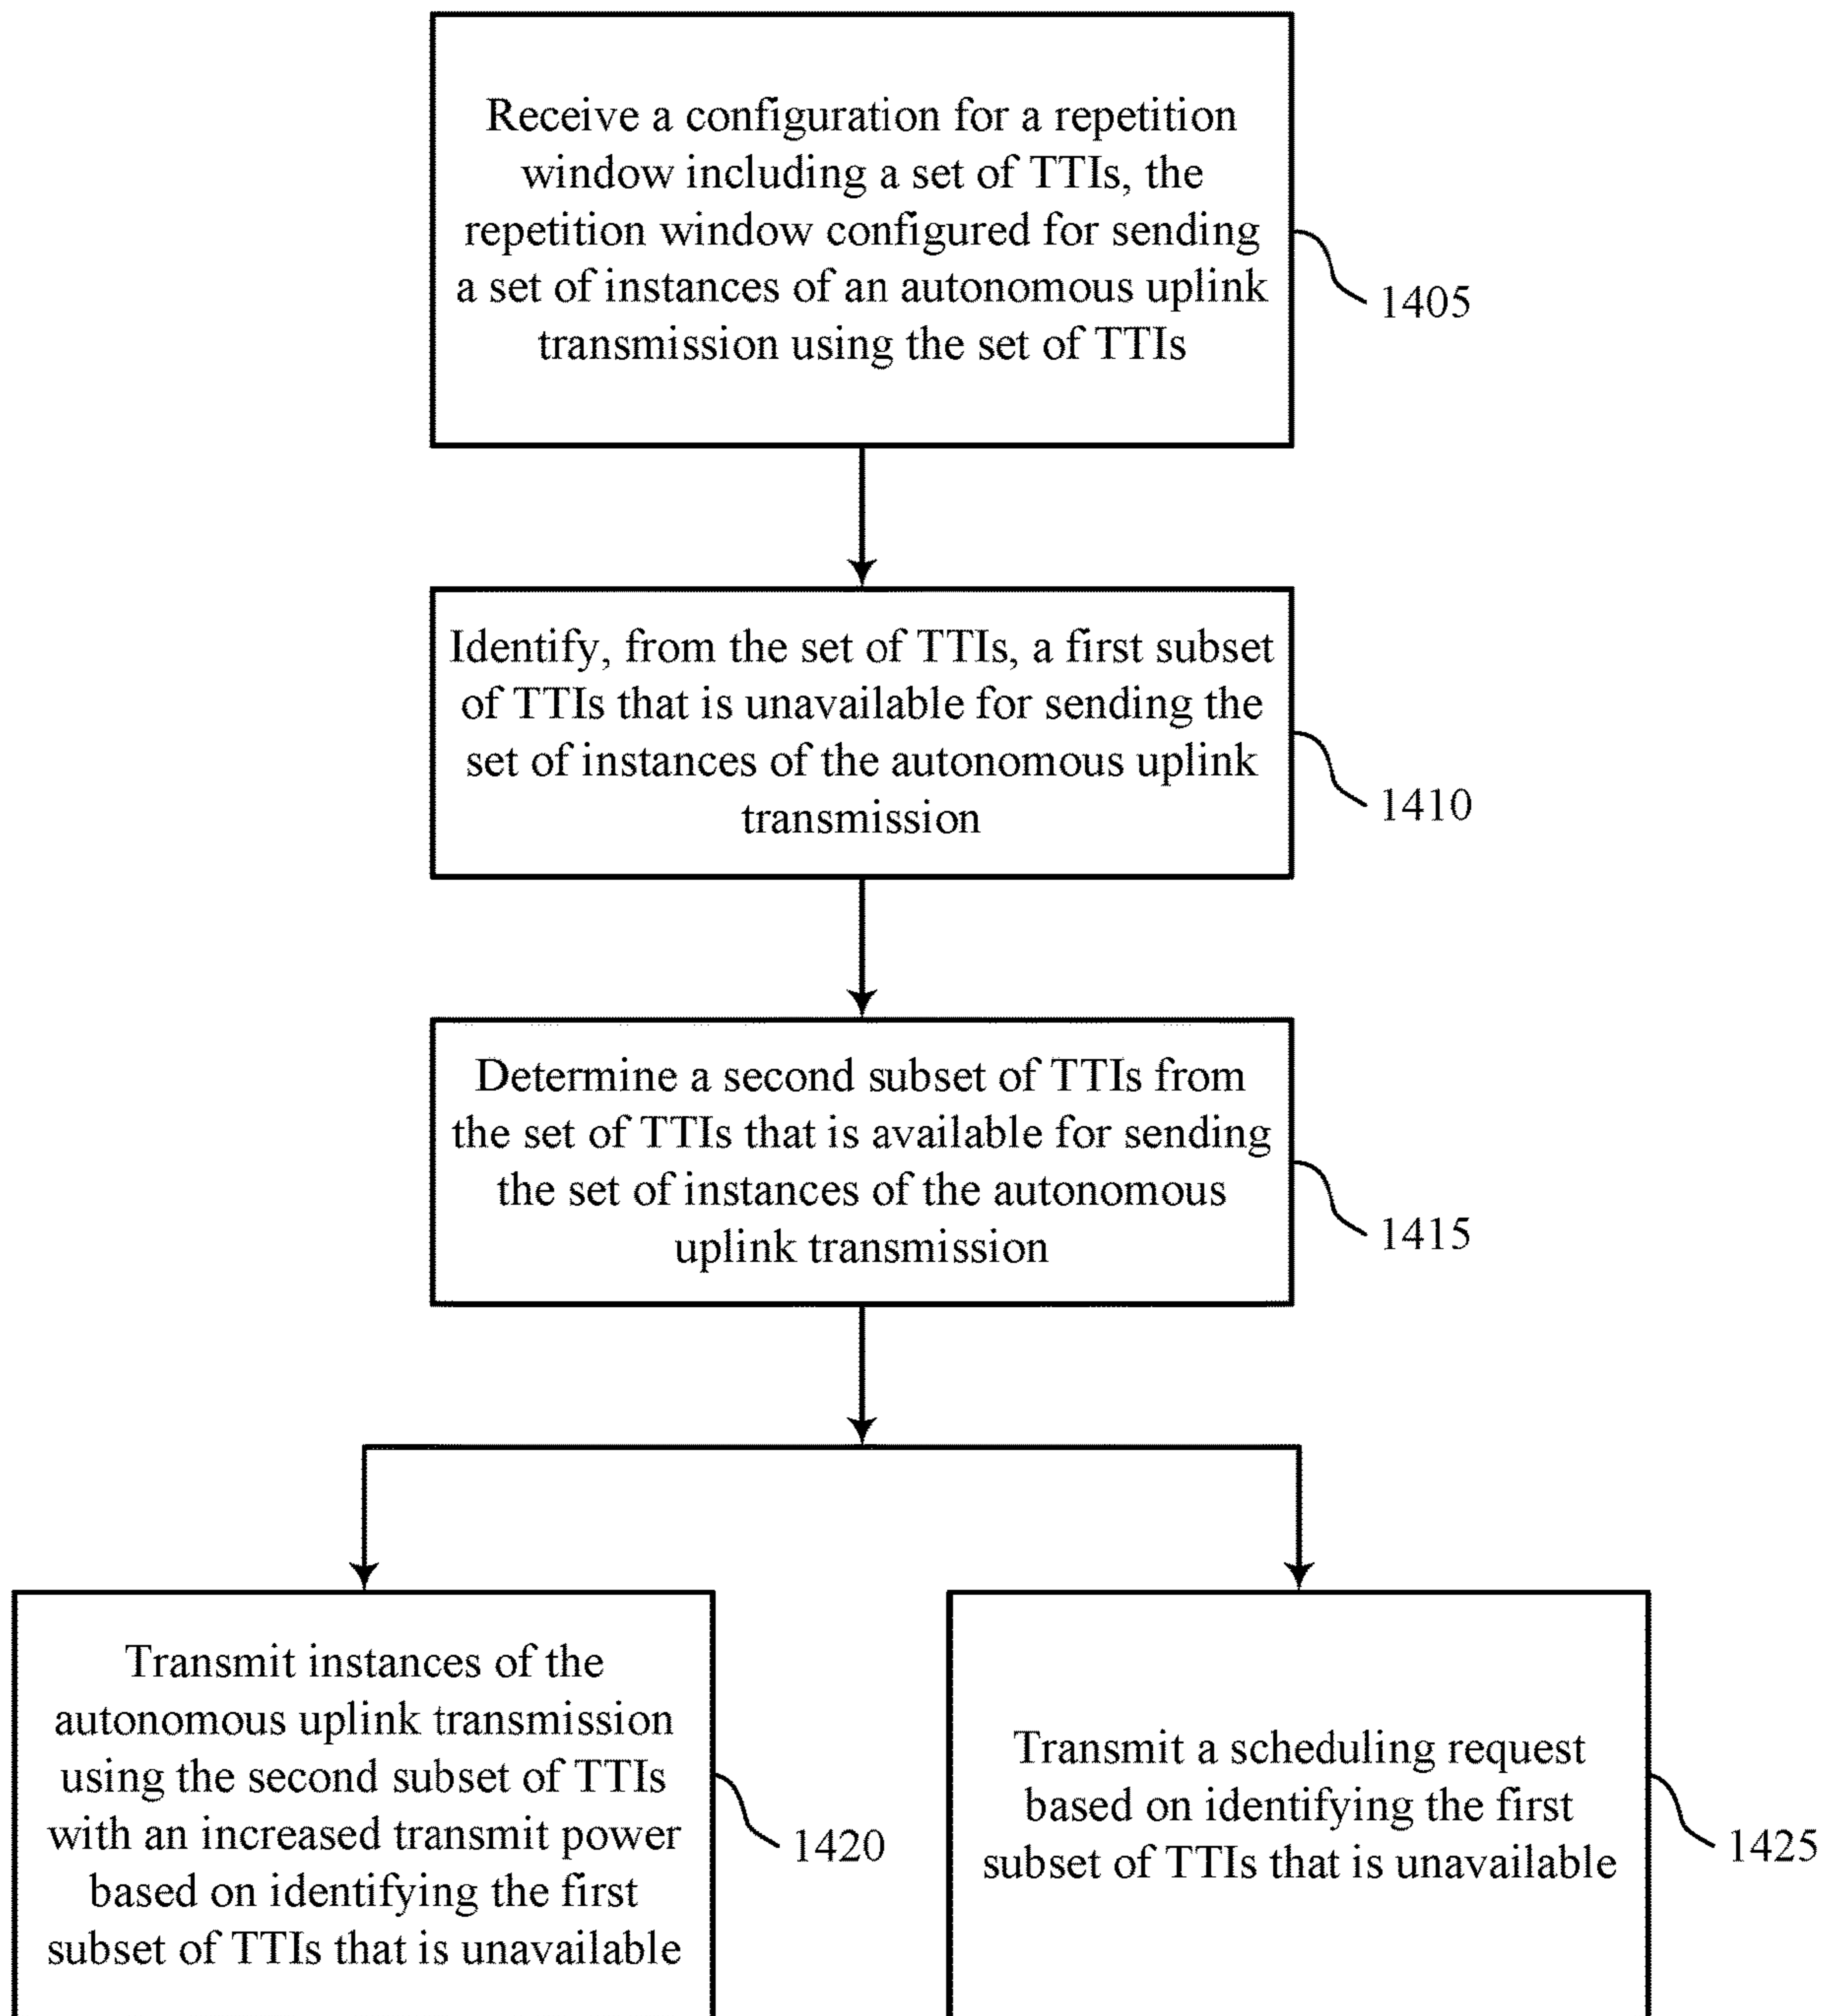 Receive a configuration for a repetition
window including a set of TTIs, the
repetition window configured for sending
a set of instances of an autonomous uplink
transmission using the set of TTIs
1405
Identify, from the set of TTIs, a first subset
of TTIs that is unavailable for sending the
set of instances of the autonomous uplink
transmission
1410
Determine a second subset of TTIs from
the set of TTIs that is available for sending
the set of instances of the autonomous
uplink transmission
1415
Transmit instances of the
autonomous uplink transmission
using the second subset of TTIs
with an increased transmit power
based on identifying the first
subset of TTIs that is unavailable
1420
Transmit a scheduling request
based on identifying the first
subset of TTIs that is unavailable
1425